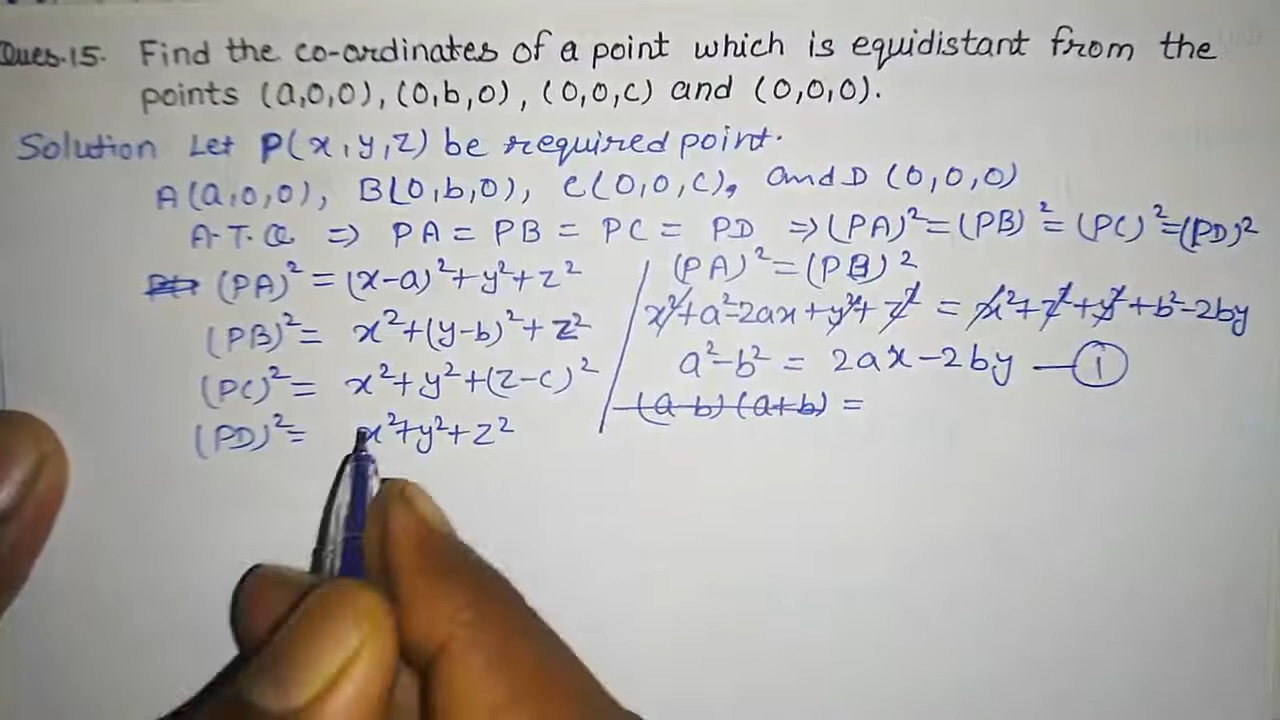 Ques.15. Find the co-ordinates of a point which is equidistant from the
points (a,0,0), (0,b,0), (0,0,c) and (0,0,0).
Solution Let P(x,y,z) be required point.
A(a,0,0), B(0,b,0), C(0,0,c), and D(0,0,0)
A.T.Q ⇒ PA = PB = PC = PD ⇒ (PA)² = (PB)² = (PC)² = (PD)²
(PA)² = (x-a)² + y² + z²
(PB)² = x² + (y-b)² + z²
(PC)² = x² + y² + (z-c)²
(PD)² = x² + y² + z²
(PA)² = (PB)²
x² + a² - 2ax + y² + z² = x² + z² + y² + b² - 2by
a² - b² = 2ax - 2by — ①
(a-b)(a+b) =